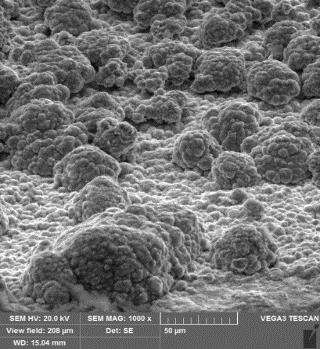 SEM HV: 20.0 kV SEM MAG: 1000 x VEGA3 TESCAN
View field: 208 µm Det: SE 50 µm
WD: 15.04 mm